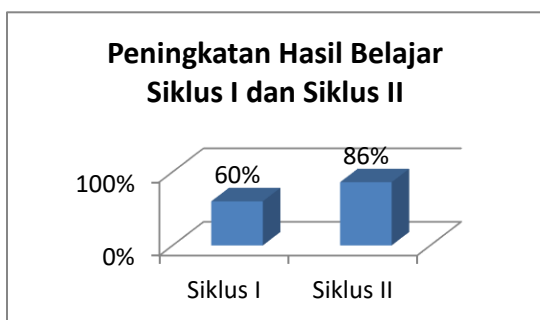 Peningkatan Hasil Belajar
Siklus I dan Siklus II
60%
86%
100%
0%
Siklus I
Siklus II